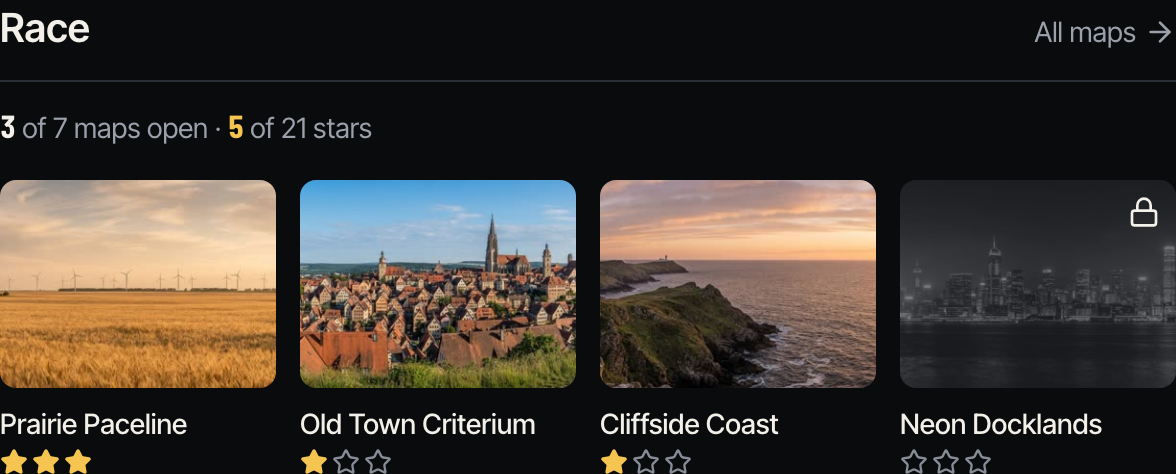 Race
All maps →
3 of 7 maps open · 5 of 21 stars
Prairie Paceline
Old Town Criterium
Cliffside Coast
Neon Docklands